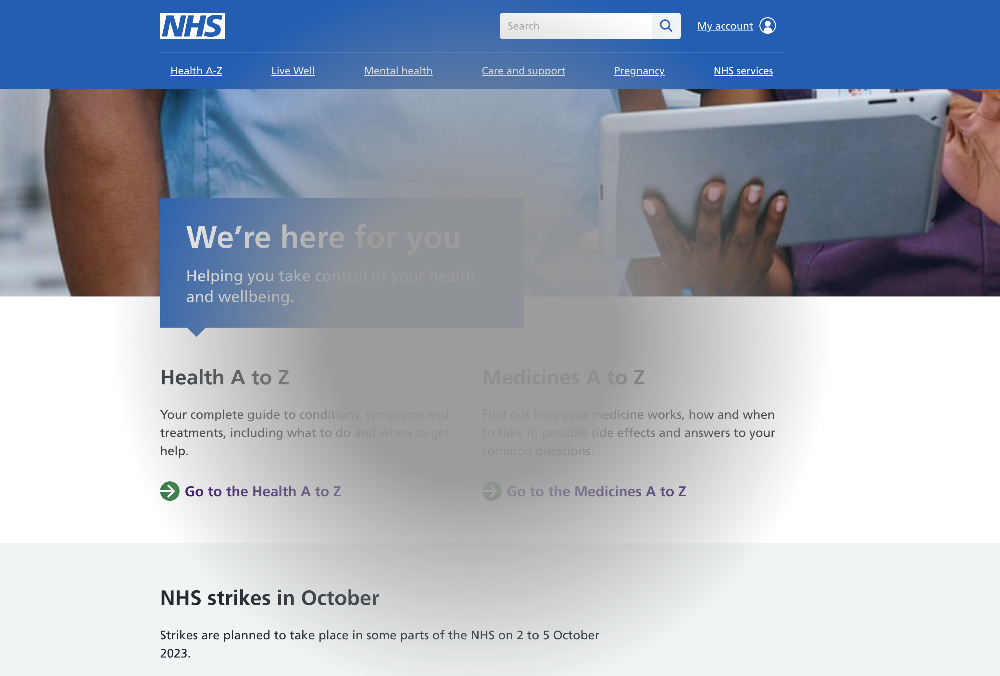 NHS
Search
My account
Health A-Z
Live Well
Mental health
Care and support
Pregnancy
NHS services
We’re here for you
Helping you take control of your health
and wellbeing.
Health A to Z
Your complete guide to conditions, symptoms and
treatments, including what to do and when to get
help.
Go to the Health A to Z
Medicines A to Z
Find out how your medicine works, how and when
to take it, possible side effects and answers to your
common questions.
Go to the Medicines A to Z
NHS strikes in October
Strikes are planned to take place in some parts of the NHS on 2 to 5 October
2023.